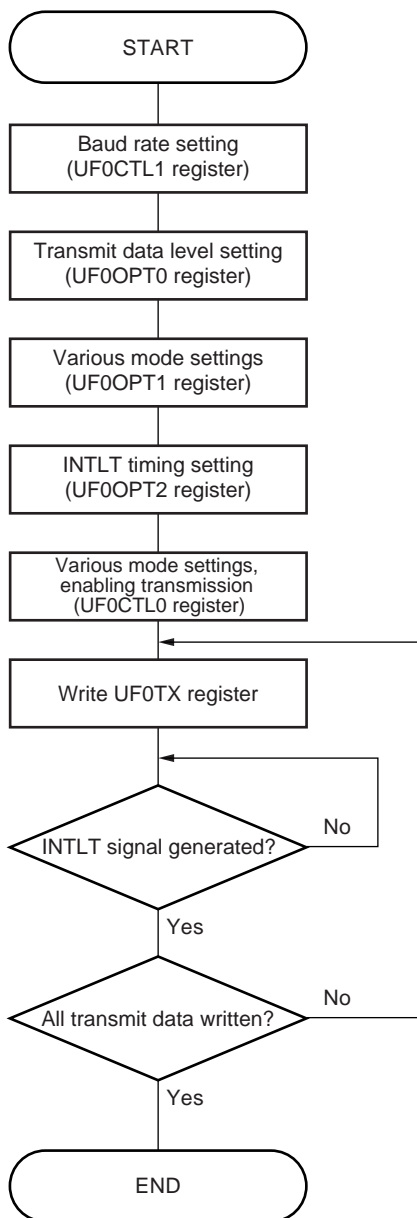 START
Baud rate setting
(UF0CTL1 register)
Transmit data level setting
(UF0OPT0 register)
Various mode settings
(UF0OPT1 register)
INTLT timing setting
(UF0OPT2 register)
Various mode settings,
enabling transmission
(UF0CTL0 register)
Write UF0TX register
INTLT signal generated?
No
Yes
All transmit data written?
No
Yes
END